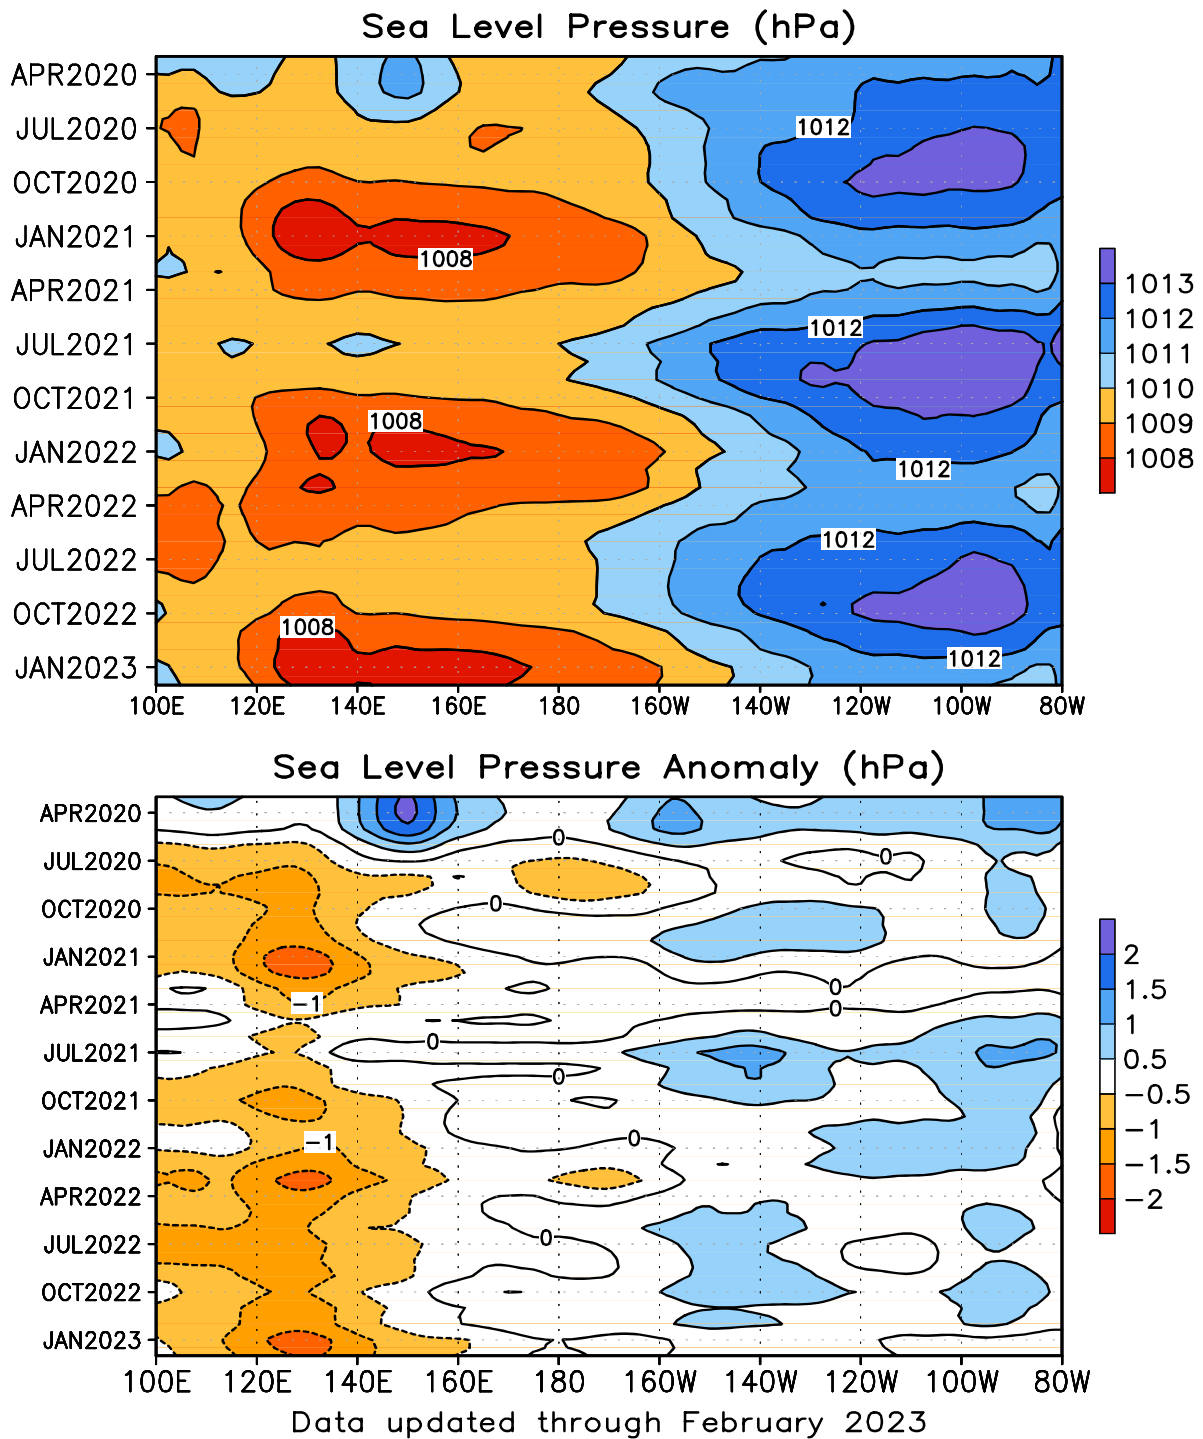 Sea Level Pressure (hPa)
APR2020
JUL2020
OCT2020
JAN2021
APR2021
JUL2021
OCT2021
JAN2022
APR2022
JUL2022
OCT2022
JAN2023
1012
1008
1012
1008
1012
1012
1008
1012
100E 120E 140E 160E 180 160W 140W 120W 100W 80W
1013
1012
1011
1010
1009
1008
Sea Level Pressure Anomaly (hPa)
APR2020
JUL2020
OCT2020
JAN2021
APR2021
JUL2021
OCT2021
JAN2022
APR2022
JUL2022
OCT2022
JAN2023
0
0
0
0
-1
0
0
0
-1
0
0
100E 120E 140E 160E 180 160W 140W 120W 100W 80W
2
1.5
1
0.5
-0.5
-1
-1.5
-2
Data updated through February 2023